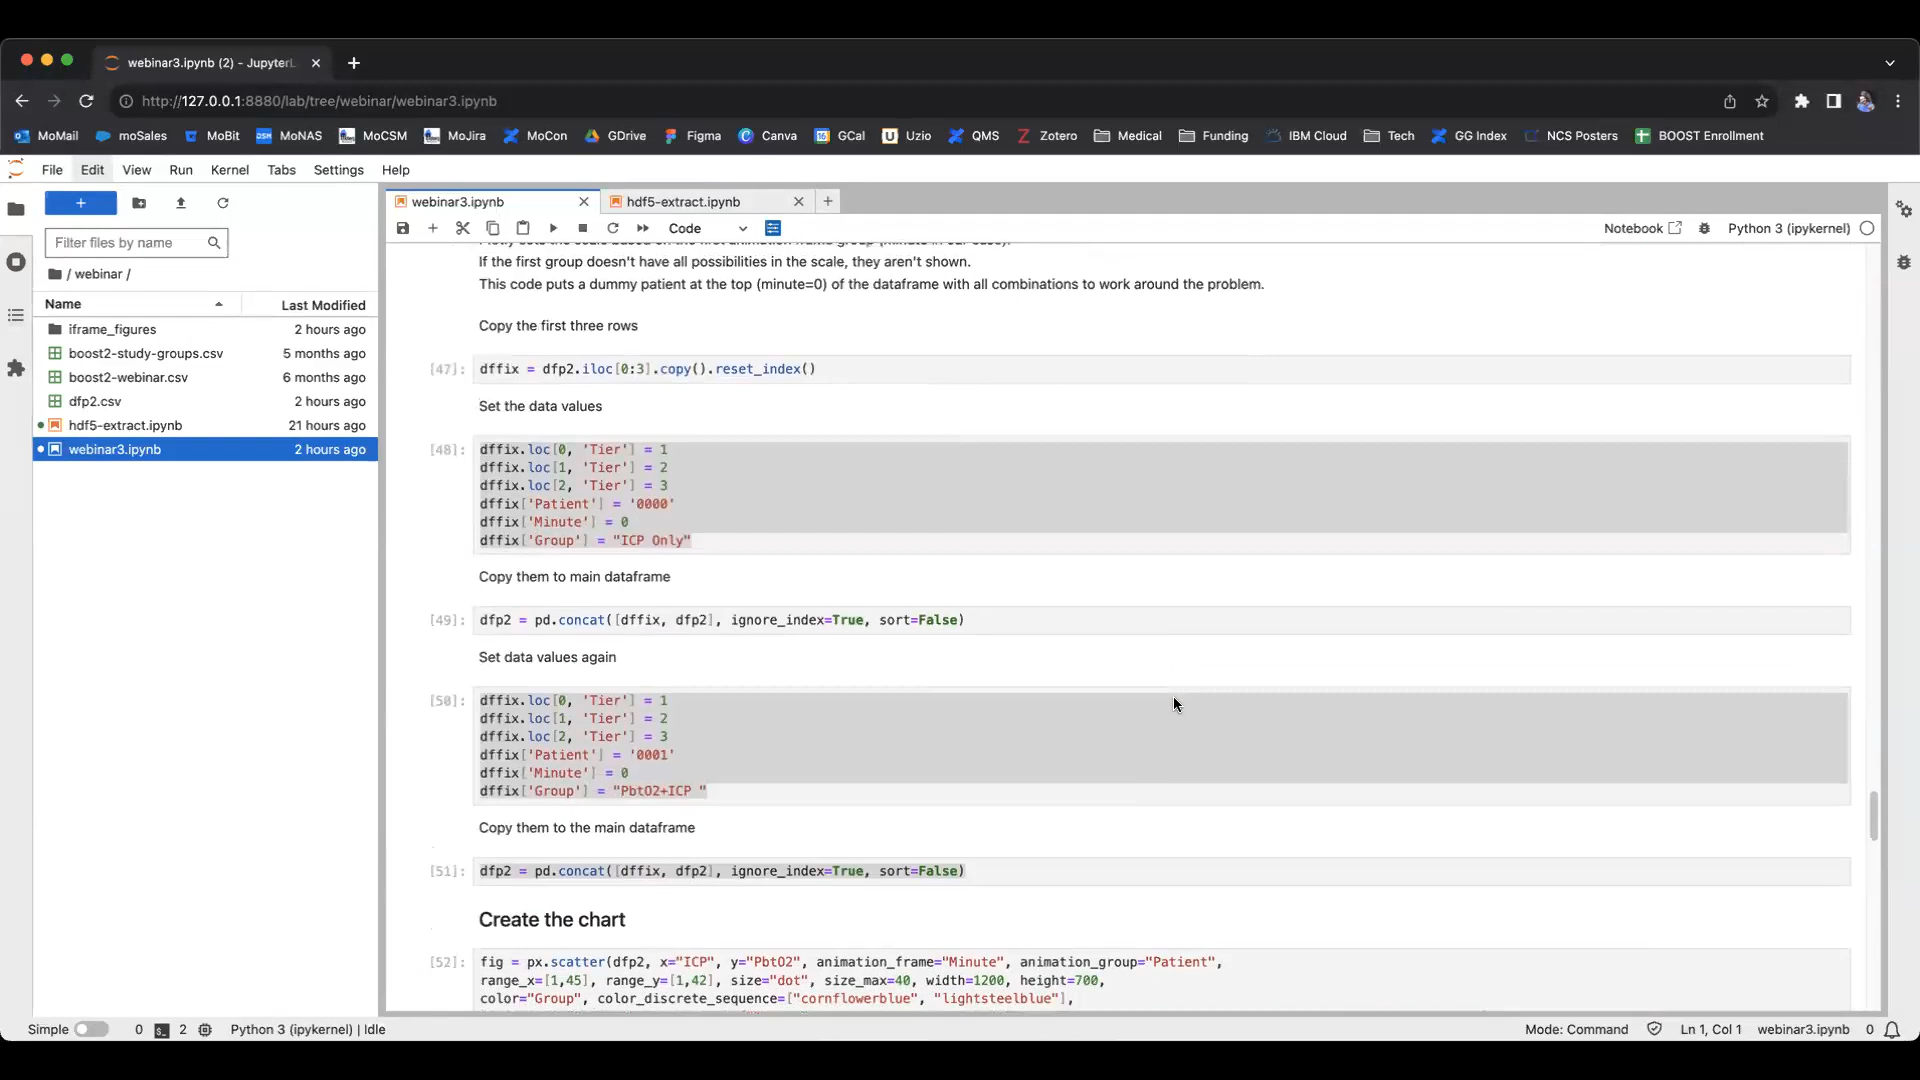 webinar3.ipynb (2) - JupyterL
http://127.0.0.1:8880/lab/tree/webinar/webinar3.ipynb
MoMail moSales MoBit MoNAS MoCSM MoJira MoCon GDrive Figma Canva GCal Uzio QMS Zotero Medical Funding IBM Cloud Tech GG Index NCS Posters BOOST Enrollment
File Edit View Run Kernel Tabs Settings Help
webinar3.ipynb hdf5-extract.ipynb
Code Notebook Python 3 (ipykernel)
Filter files by name
/ webinar /
Name Last Modified
iframe_figures 2 hours ago
boost2-study-groups.csv 5 months ago
boost2-webinar.csv 6 months ago
dfp2.csv 2 hours ago
hdf5-extract.ipynb 21 hours ago
webinar3.ipynb 2 hours ago
If the first group doesn't have all possibilities in the scale, they aren't shown.
This code puts a dummy patient at the top (minute=0) of the dataframe with all combinations to work around the problem.
Copy the first three rows
[47]: dffix = dfp2.iloc[0:3].copy().reset_index()
Set the data values
[48]: dffix.loc[0, 'Tier'] = 1
dffix.loc[1, 'Tier'] = 2
dffix.loc[2, 'Tier'] = 3
dffix['Patient'] = '0000'
dffix['Minute'] = 0
dffix['Group'] = "ICP Only"
Copy them to main dataframe
[49]: dfp2 = pd.concat([dffix, dfp2], ignore_index=True, sort=False)
Set data values again
[50]: dffix.loc[0, 'Tier'] = 1
dffix.loc[1, 'Tier'] = 2
dffix.loc[2, 'Tier'] = 3
dffix['Patient'] = '0001'
dffix['Minute'] = 0
dffix['Group'] = "PbtO2+ICP "
Copy them to the main dataframe
[51]: dfp2 = pd.concat([dffix, dfp2], ignore_index=True, sort=False)
Create the chart
[52]: fig = px.scatter(dfp2, x="ICP", y="PbtO2", animation_frame="Minute", animation_group="Patient",
range_x=[1,45], range_y=[1,42], size="dot", size_max=40, width=1200, height=700,
color="Group", color_discrete_sequence=["cornflowerblue", "lightsteelblue"],
Simple 0 2 Python 3 (ipykernel) | Idle Mode: Command Ln 1, Col 1 webinar3.ipynb 0